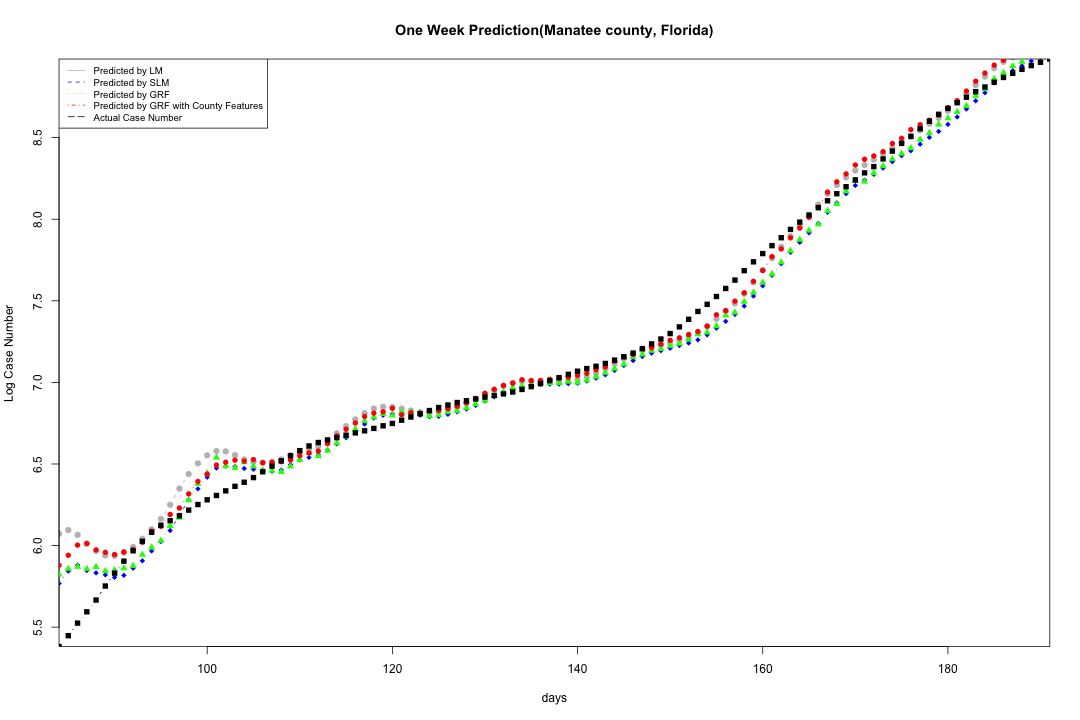 One Week Prediction(Manatee county, Florida)
Predicted by LM
Predicted by SLM
Predicted by GRF
Predicted by GRF with County Features
Actual Case Number
Log Case Number
8.5
8.0
7.5
7.0
6.5
6.0
5.5
100 120 140 160 180
days